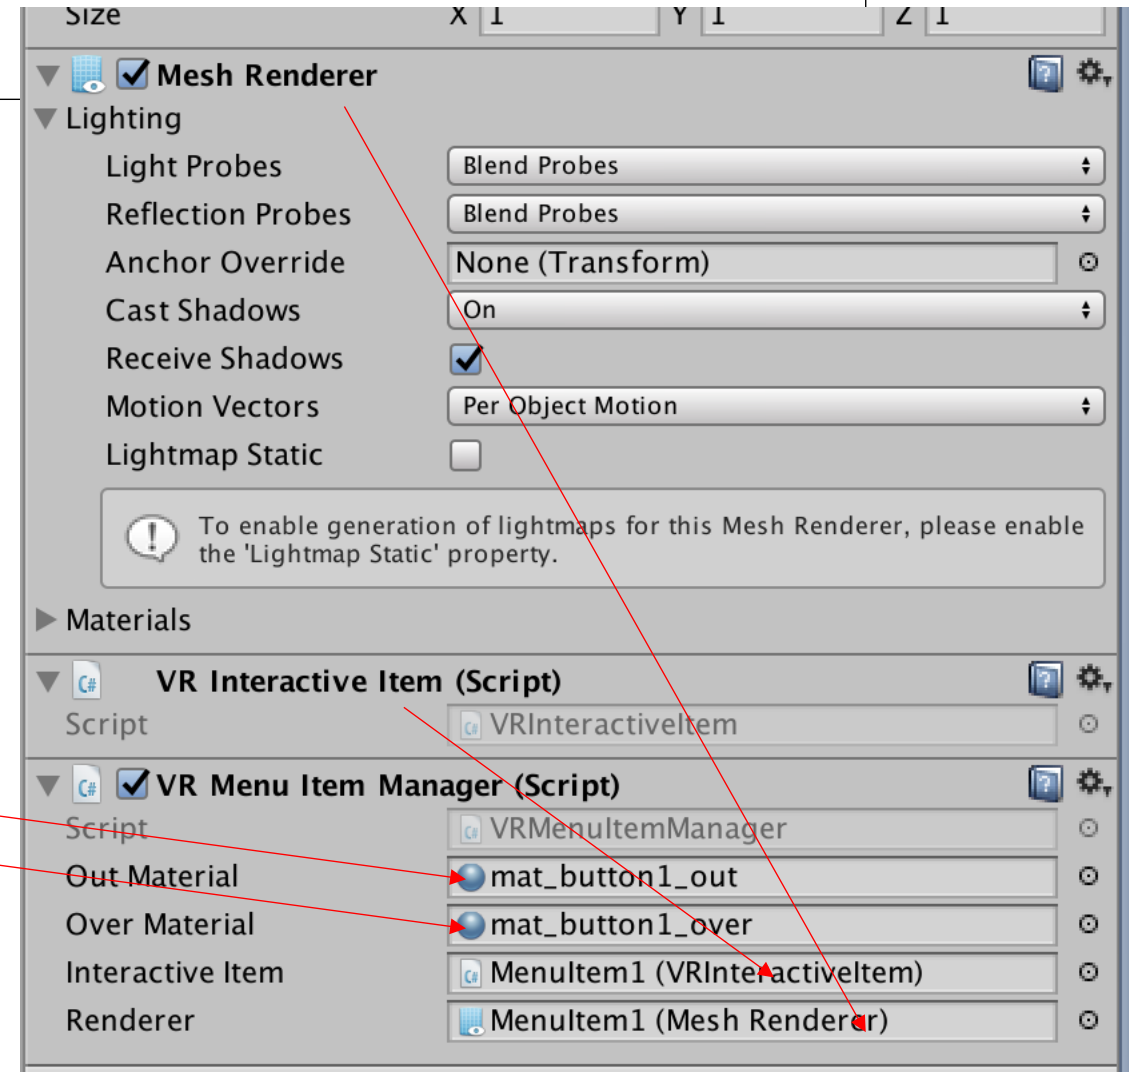 Size X 1 Y 1 Z 1
Mesh Renderer
Lighting
Light Probes Blend Probes
Reflection Probes Blend Probes
Anchor Override None (Transform)
Cast Shadows On
Receive Shadows
Motion Vectors Per Object Motion
Lightmap Static
To enable generation of lightmaps for this Mesh Renderer, please enable
the 'Lightmap Static' property.
Materials
C# VR Interactive Item (Script)
Script C# VRInteractiveItem
C# VR Menu Item Manager (Script)
Script C# VRMenuItemManager
Out Material mat_button1_out
Over Material mat_button1_over
Interactive Item C# MenuItem1 (VRInteractiveItem)
Renderer MenuItem1 (Mesh Renderer)